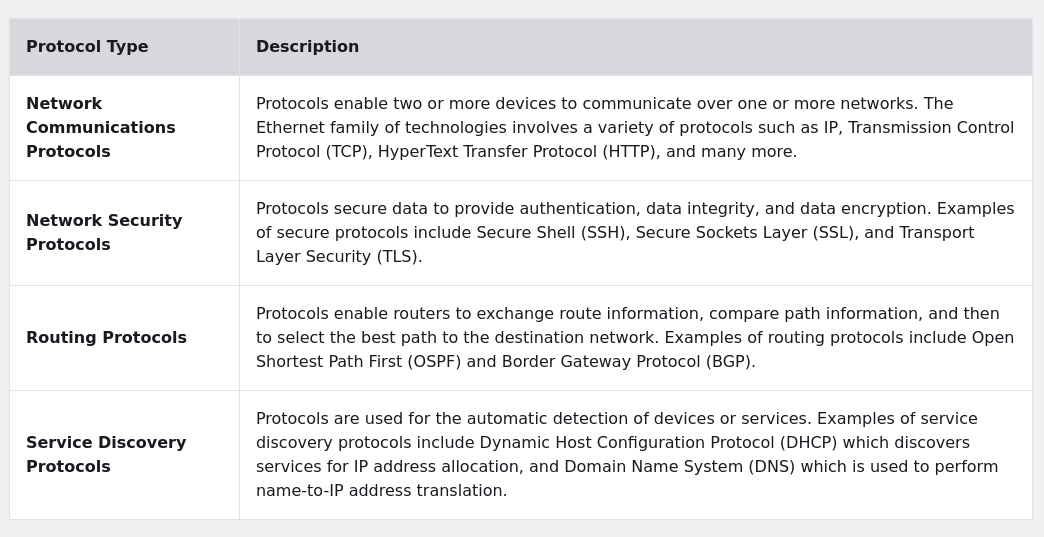 Protocol Type
Description
Network
Communications
Protocols
Protocols enable two or more devices to communicate over one or more networks. The
Ethernet family of technologies involves a variety of protocols such as IP, Transmission Control
Protocol (TCP), HyperText Transfer Protocol (HTTP), and many more.
Network Security
Protocols
Protocols secure data to provide authentication, data integrity, and data encryption. Examples
of secure protocols include Secure Shell (SSH), Secure Sockets Layer (SSL), and Transport
Layer Security (TLS).
Routing Protocols
Protocols enable routers to exchange route information, compare path information, and then
to select the best path to the destination network. Examples of routing protocols include Open
Shortest Path First (OSPF) and Border Gateway Protocol (BGP).
Service Discovery
Protocols
Protocols are used for the automatic detection of devices or services. Examples of service
discovery protocols include Dynamic Host Configuration Protocol (DHCP) which discovers
services for IP address allocation, and Domain Name System (DNS) which is used to perform
name-to-IP address translation.